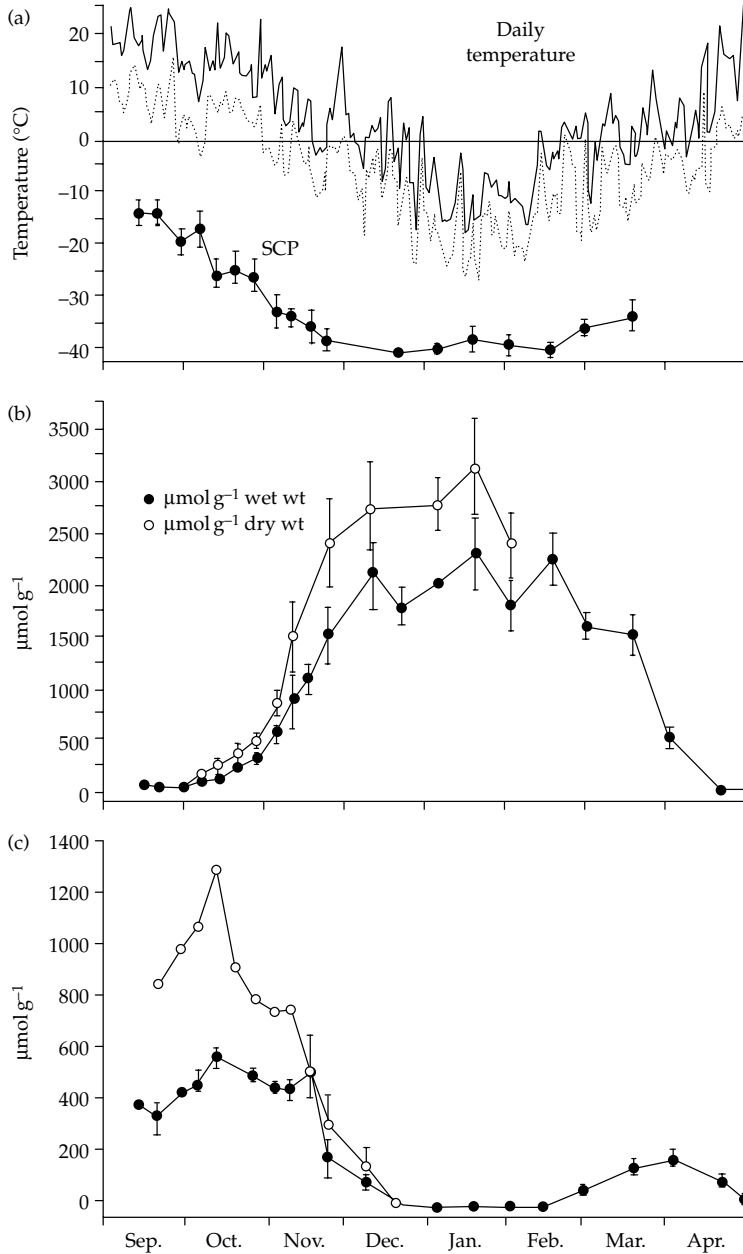 (a)
20
10
0
−10
−20
−30
−40
Temperature (°C)
Daily
temperature
SCP
(b)
3500
3000
2500
2000
1500
1000
500
0
µmol g⁻¹
µmol g⁻¹ wet wt
µmol g⁻¹ dry wt
(c)
1400
1200
1000
800
600
400
200
0
µmol g⁻¹
Sep. Oct. Nov. Dec. Jan. Feb. Mar. Apr.